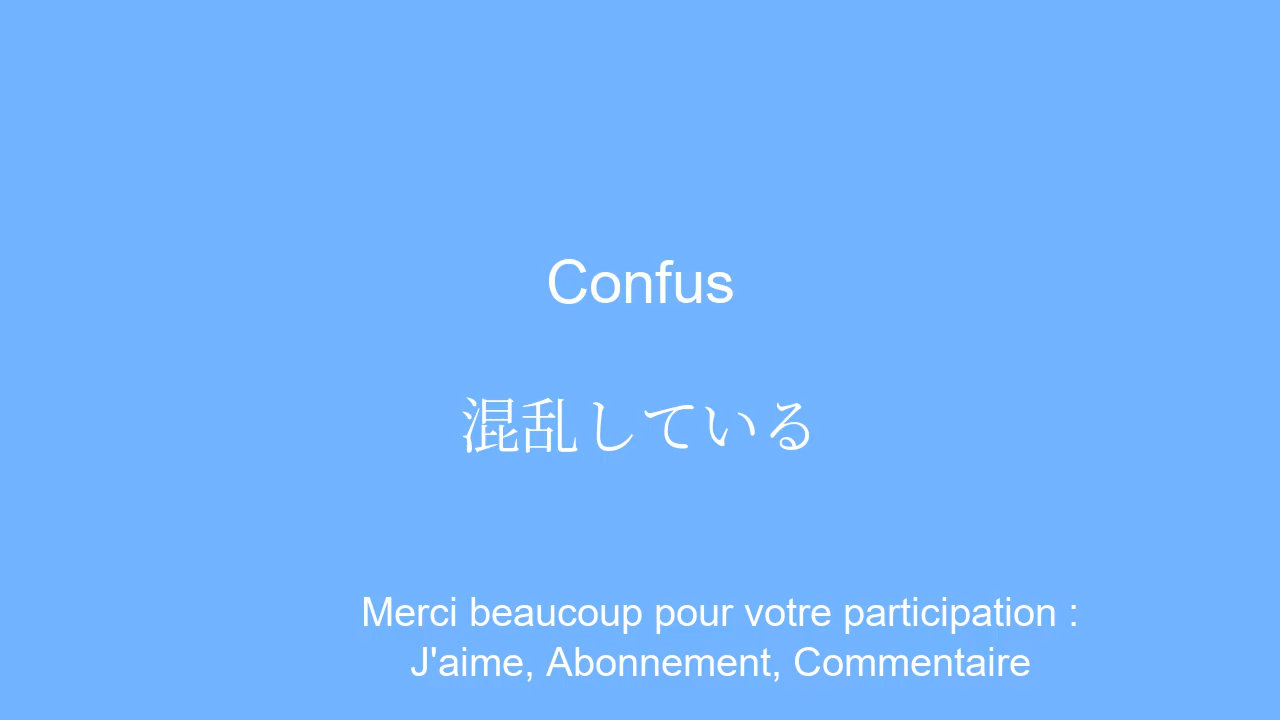 Confus
混乱している
Merci beaucoup pour votre participation :
J'aime, Abonnement, Commentaire